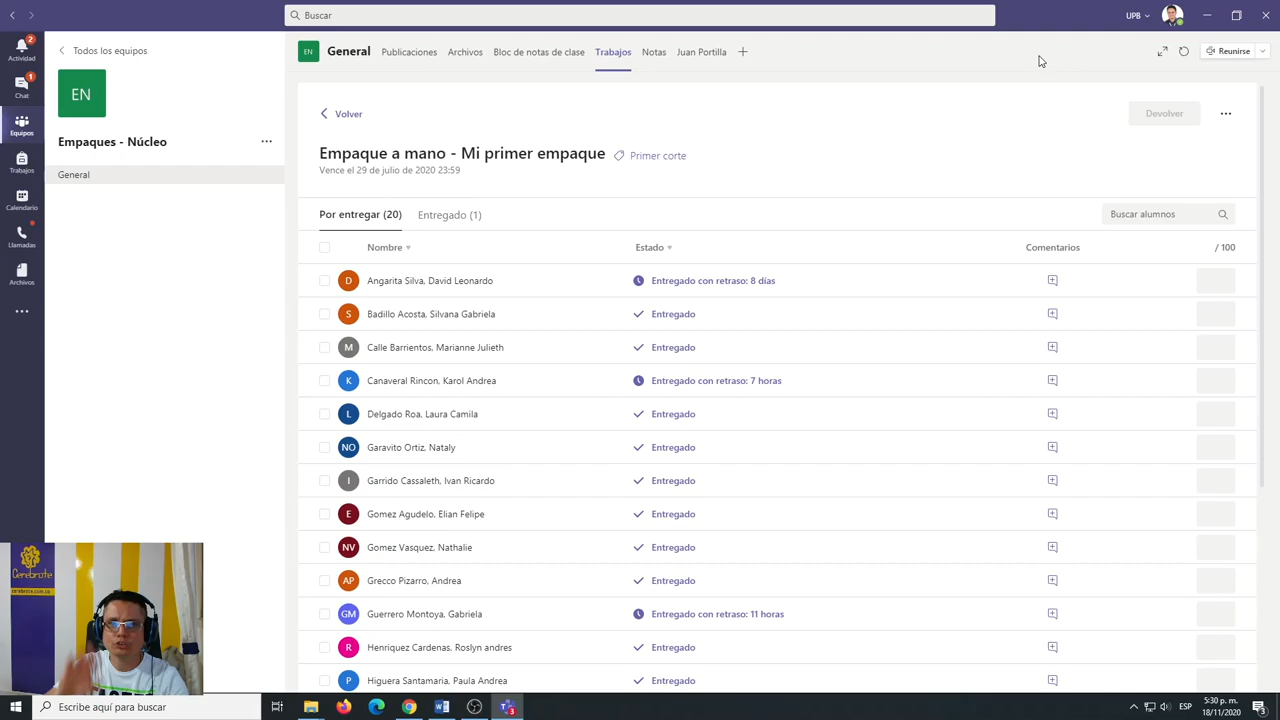 Buscar
UPB
2
Actividad
1
Chat
Equipos
Trabajos
Calendario
Llamadas
Archivos
Todos los equipos
EN
Empaques - Núcleo
General
EN
General
Publicaciones
Archivos
Bloc de notas de clase
Trabajos
Notas
Juan Portilla
Reunirse
Volver
Devolver
Empaque a mano - Mi primer empaque
Primer corte
Vence el 29 de julio de 2020 23:59
Por entregar (20)
Entregado (1)
Buscar alumnos
Nombre
Estado
Comentarios
/ 100
D Angarita Silva, David Leonardo Entregado con retraso: 8 días
S Badillo Acosta, Silvana Gabriela Entregado
M Calle Barrientos, Marianne Julieth Entregado
K Canaveral Rincon, Karol Andrea Entregado con retraso: 7 horas
L Delgado Roa, Laura Camila Entregado
NO Garavito Ortiz, Nataly Entregado
I Garrido Cassaleth, Ivan Ricardo Entregado
E Gomez Agudelo, Elian Felipe Entregado
NV Gomez Vasquez, Nathalie Entregado
AP Grecco Pizarro, Andrea Entregado
GM Guerrero Montoya, Gabriela Entregado con retraso: 11 horas
R Henriquez Cardenas, Roslyn andres Entregado
P Higuera Santamaria, Paula Andrea Entregado
Cerebrote
Escribe aquí para buscar
3
ESP
5:30 p. m.
18/11/2020
3